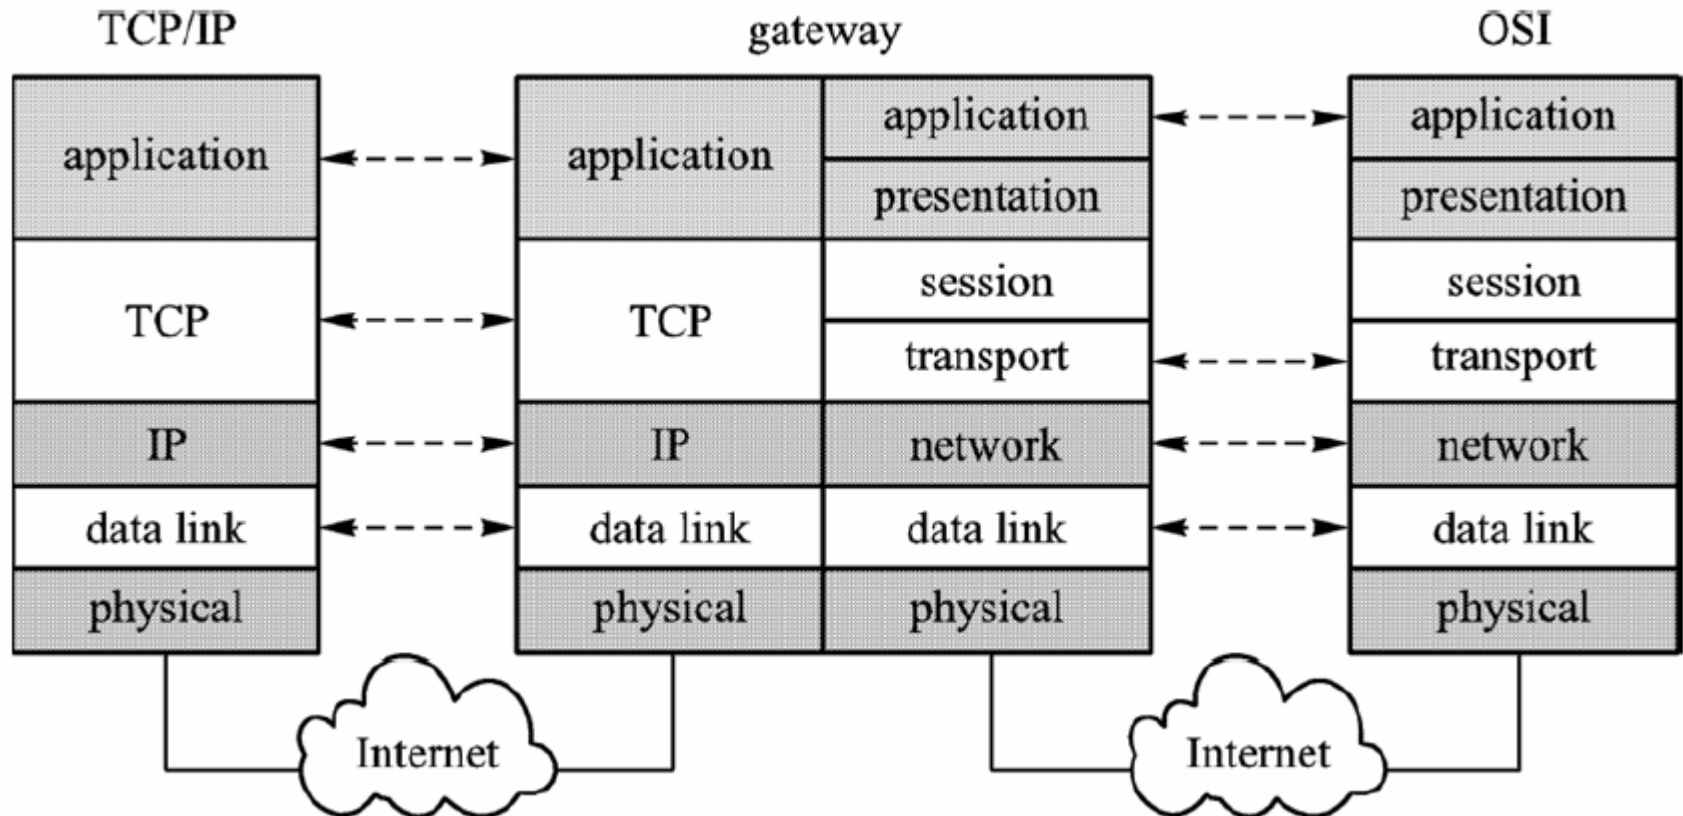 TCP/IP
gateway
OSI
application
TCP
IP
data link
physical
application
TCP
IP
data link
physical
application
presentation
session
transport
network
data link
physical
application
presentation
session
transport
network
data link
physical
Internet
Internet